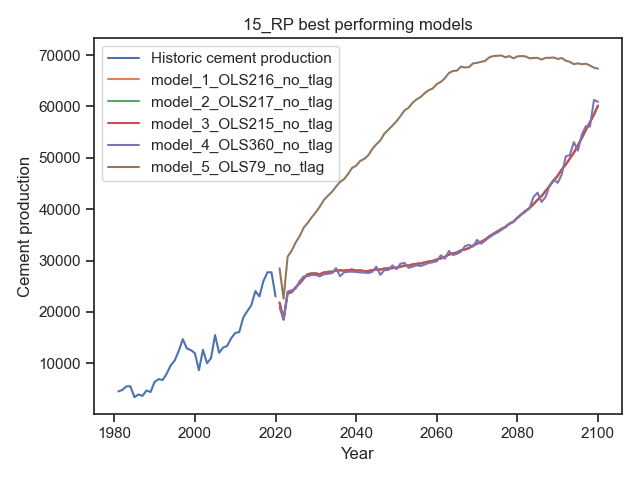 15_RP best performing models
Historic cement production
model_1_OLS216_no_tlag
model_2_OLS217_no_tlag
model_3_OLS215_no_tlag
model_4_OLS360_no_tlag
model_5_OLS79_no_tlag
Cement production
70000
60000
50000
40000
30000
20000
10000
1980 2000 2020 2040 2060 2080 2100
Year